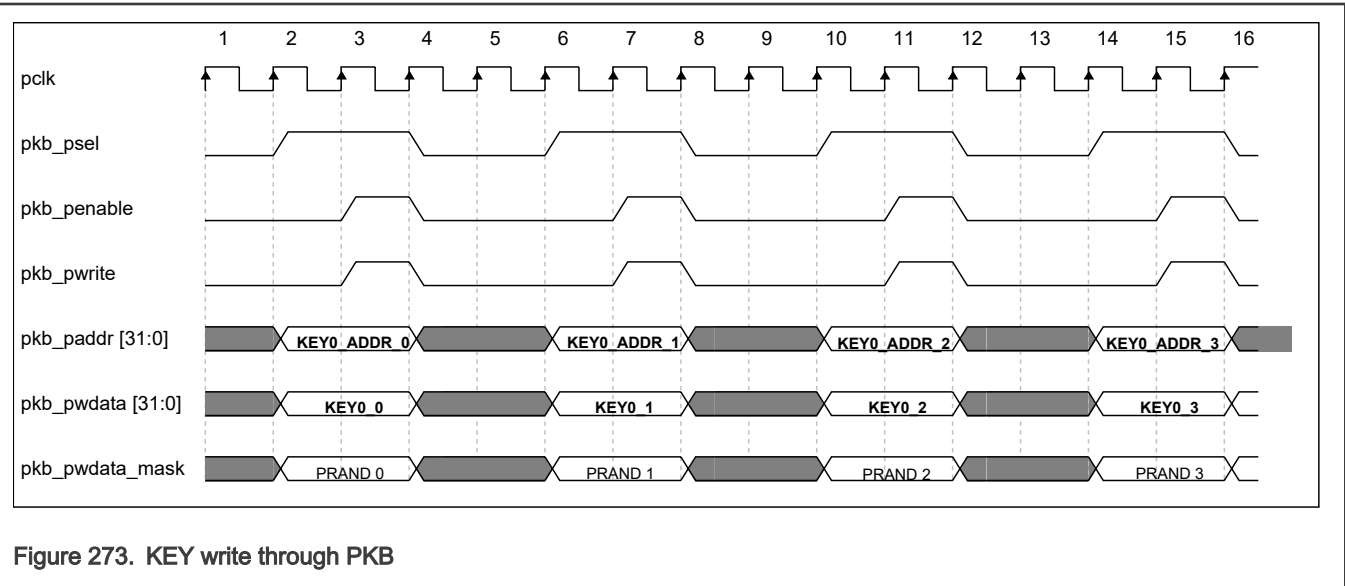 1 2 3 4 5 6 7 8 9 10 11 12 13 14 15 16
pclk
pkb_psel
pkb_penable
pkb_pwrite
pkb_paddr [31:0] KEY0_ADDR_0 KEY0_ADDR_1 KEY0_ADDR_2 KEY0_ADDR_3
pkb_pwdata [31:0] KEY0_0 KEY0_1 KEY0_2 KEY0_3
pkb_pwdata_mask PRAND 0 PRAND 1 PRAND 2 PRAND 3
Figure 273. KEY write through PKB